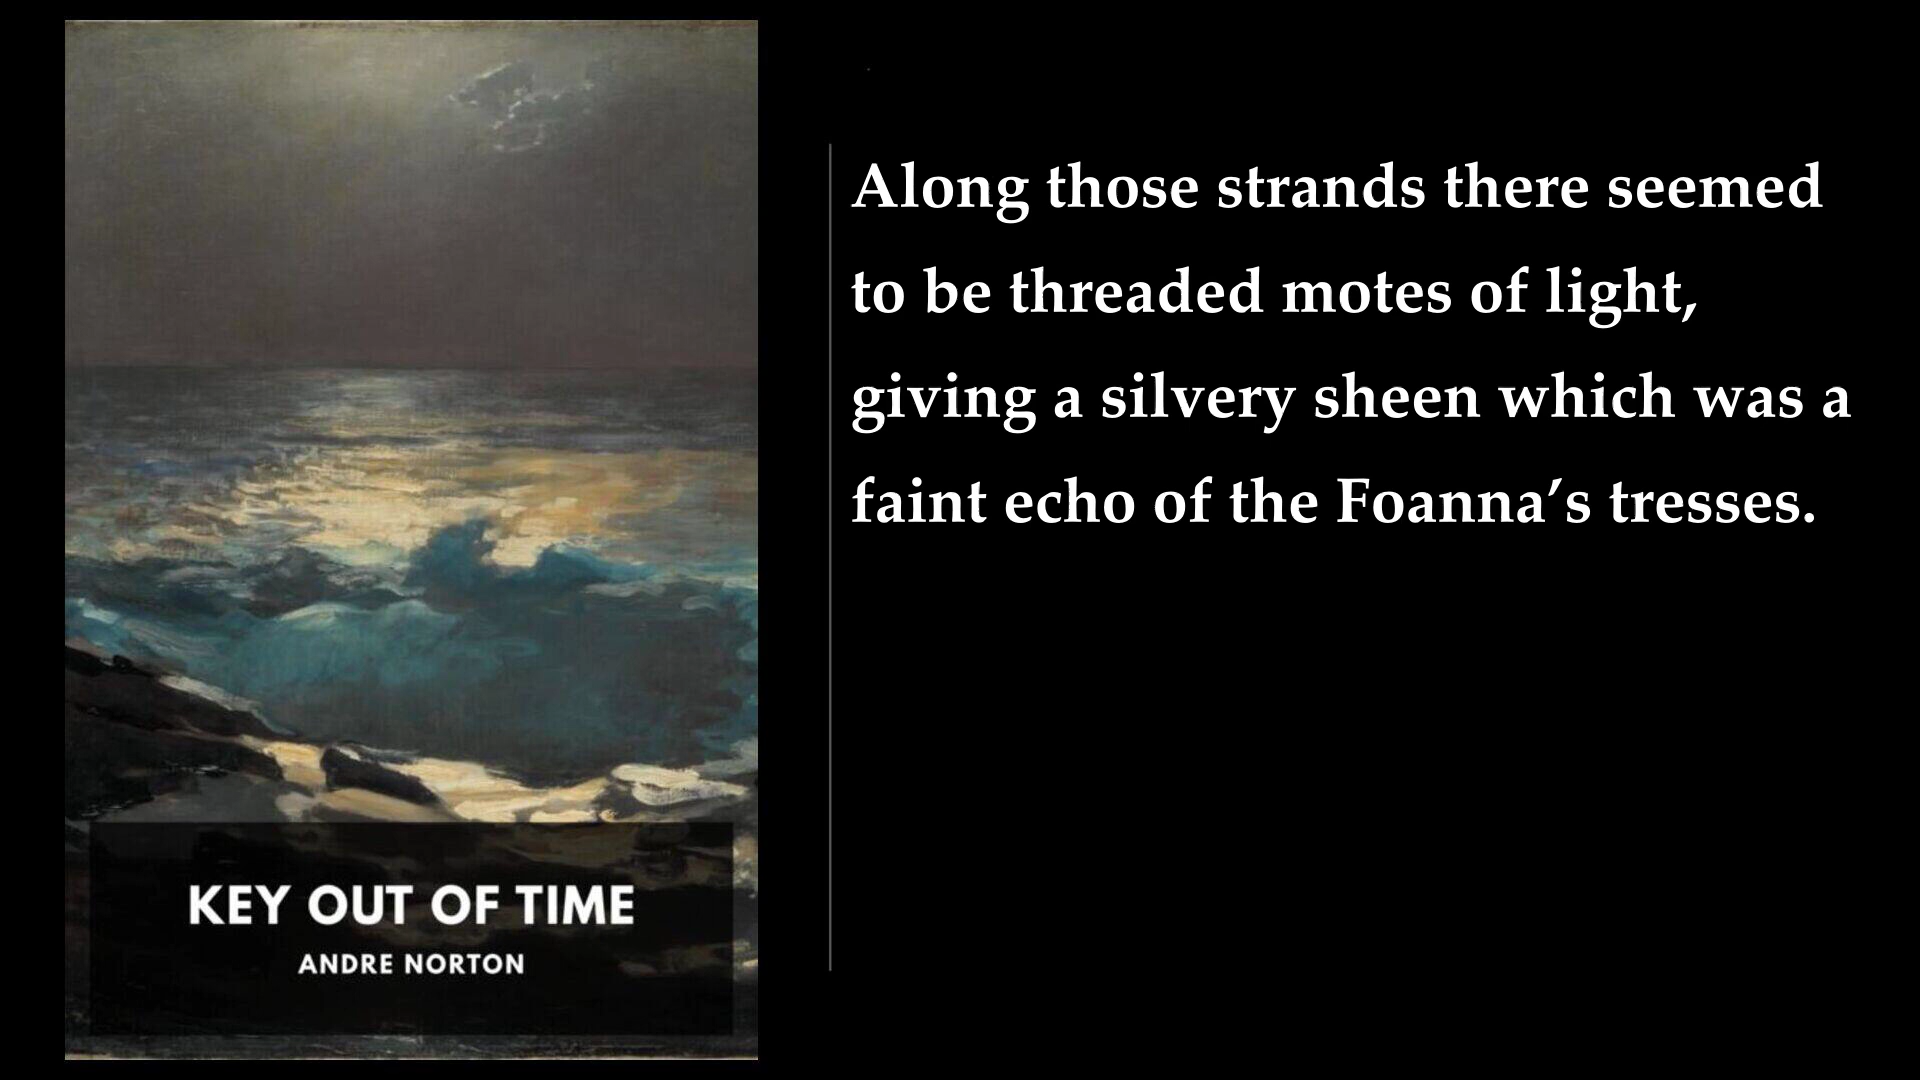 KEY OUT OF TIME
ANDRE NORTON
Along those strands there seemed
to be threaded motes of light,
giving a silvery sheen which was a
faint echo of the Foanna’s tresses.